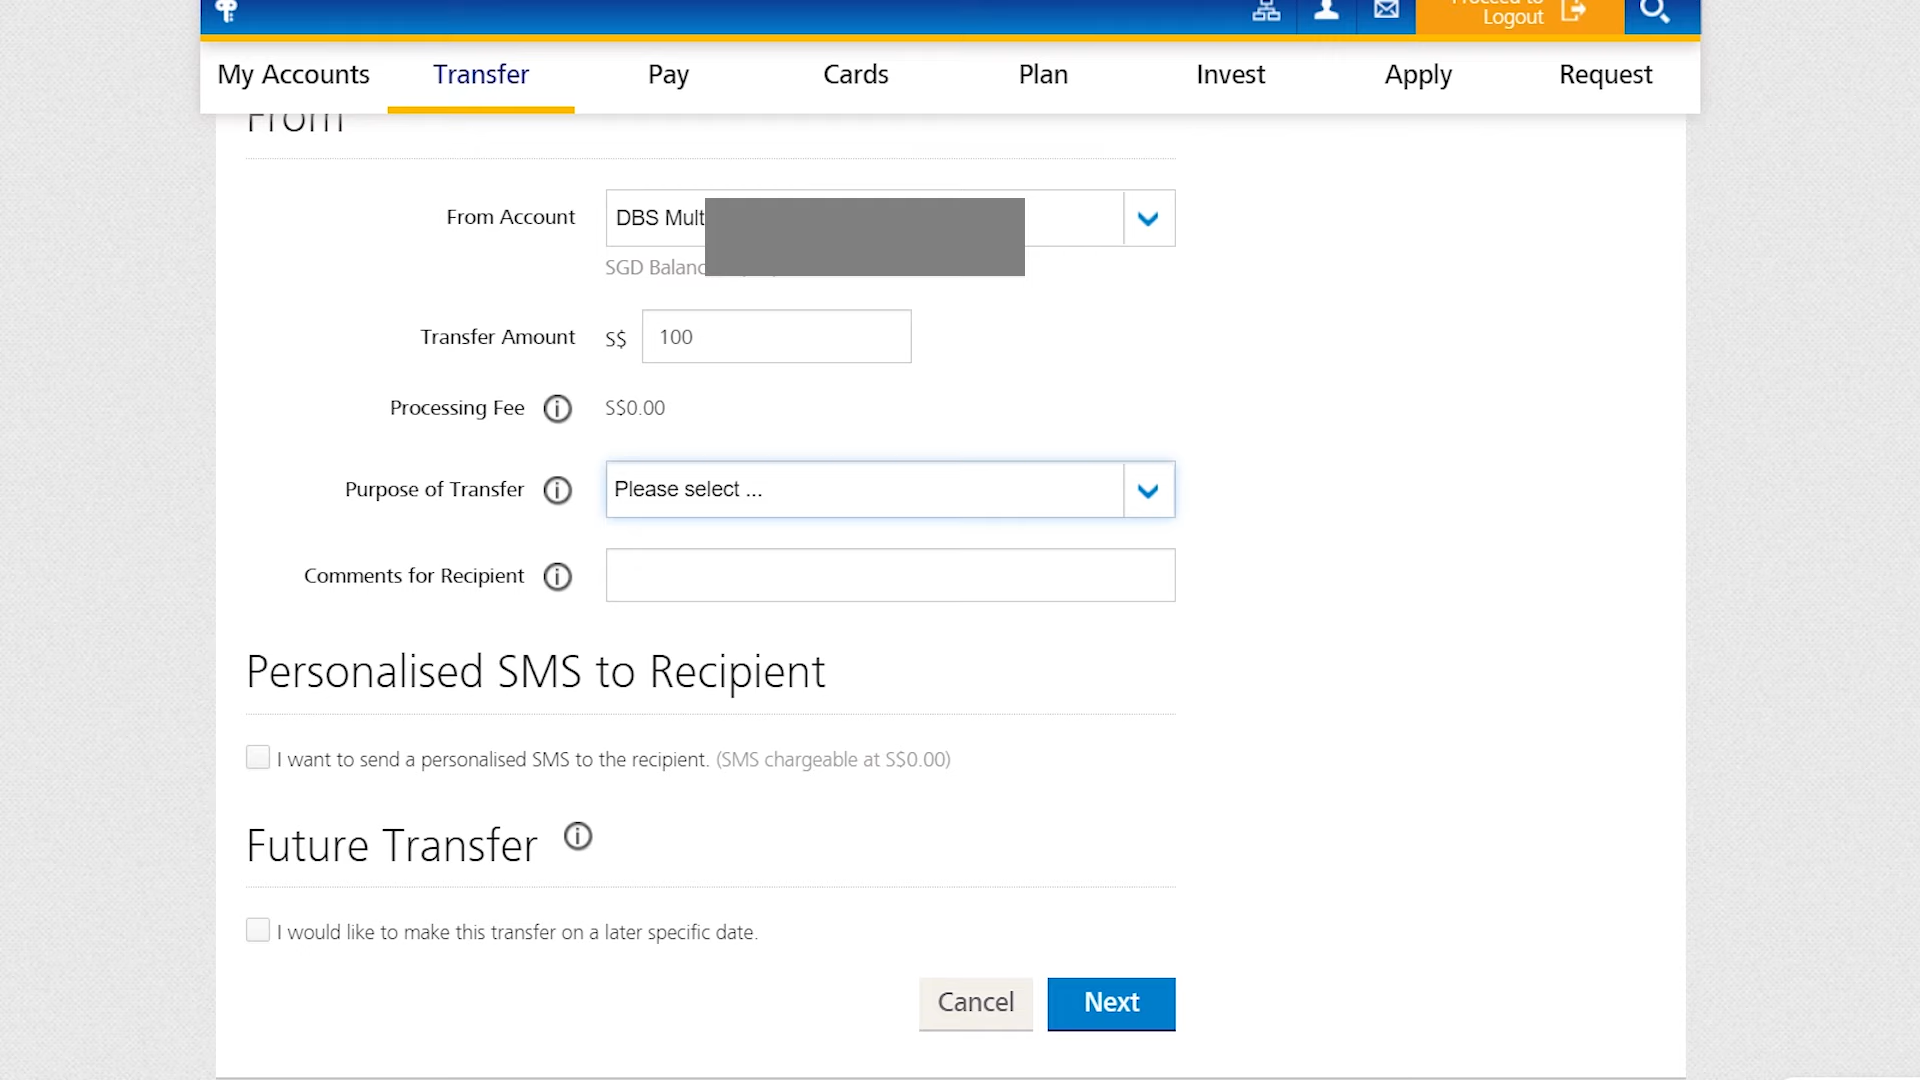 Logout
My Accounts Transfer Pay Cards Plan Invest Apply Request
From
From Account DBS Mult
SGD Balanc
Transfer Amount S$ 100
Processing Fee S$0.00
Purpose of Transfer Please select ...
Comments for Recipient
Personalised SMS to Recipient
I want to send a personalised SMS to the recipient. (SMS chargeable at S$0.00)
Future Transfer
I would like to make this transfer on a later specific date.
Cancel Next